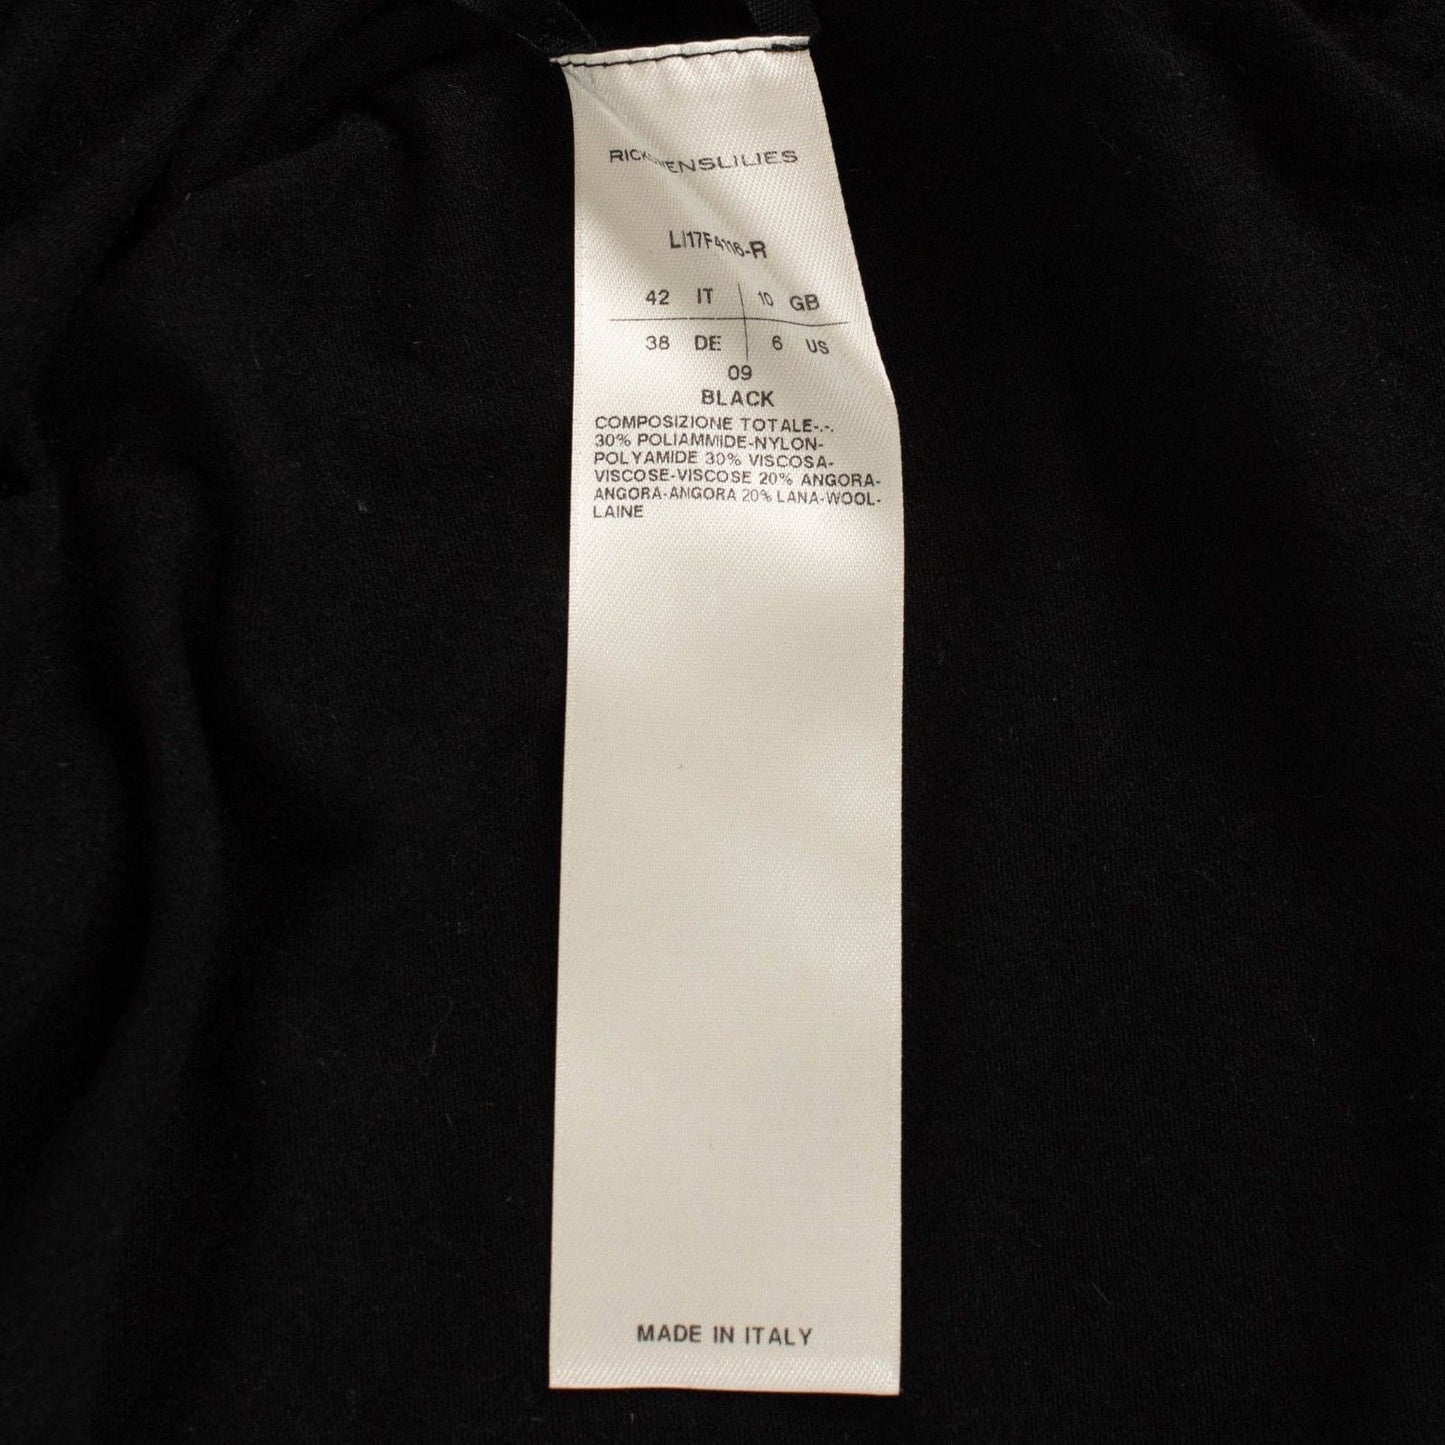 RICKOWENSLILIES
LI17F4116-R
42 IT 10 GB
38 DE 6 US
09
BLACK
COMPOSIZIONE TOTALE-.-.
30% POLIAMMIDE-NYLON-
POLYAMIDE 30% VISCOSA-
VISCOSE-VISCOSE 20% ANGORA-
ANGORA-ANGORA 20% LANA-WOOL-
LAINE
MADE IN ITALY